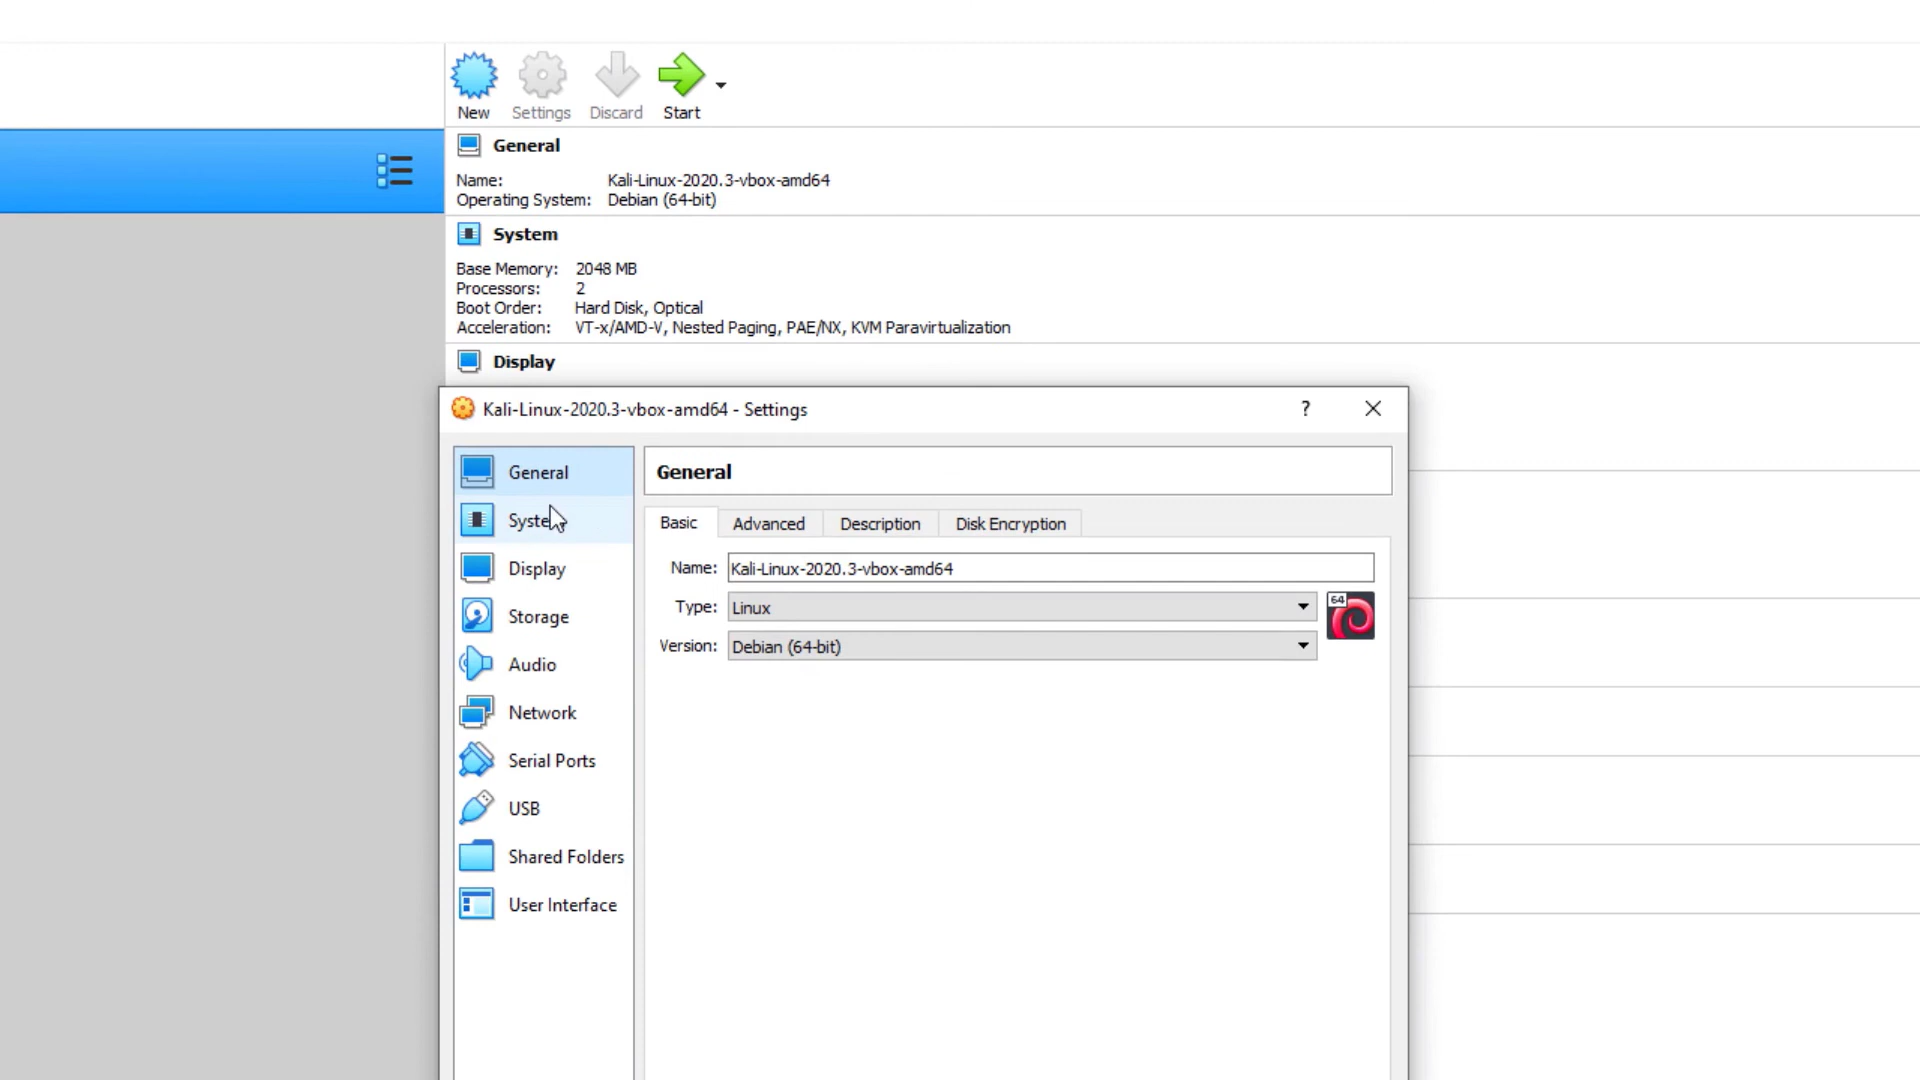 New Settings Discard Start
General
Name: Kali-Linux-2020.3-vbox-amd64
Operating System: Debian (64-bit)
System
Base Memory: 2048 MB
Processors: 2
Boot Order: Hard Disk, Optical
Acceleration: VT-x/AMD-V, Nested Paging, PAE/NX, KVM Paravirtualization
Display
Kali-Linux-2020.3-vbox-amd64 - Settings ?
General
System
Display
Storage
Audio
Network
Serial Ports
USB
Shared Folders
User Interface
General
Basic Advanced Description Disk Encryption
Name: Kali-Linux-2020.3-vbox-amd64
Type: Linux
64
Version: Debian (64-bit)